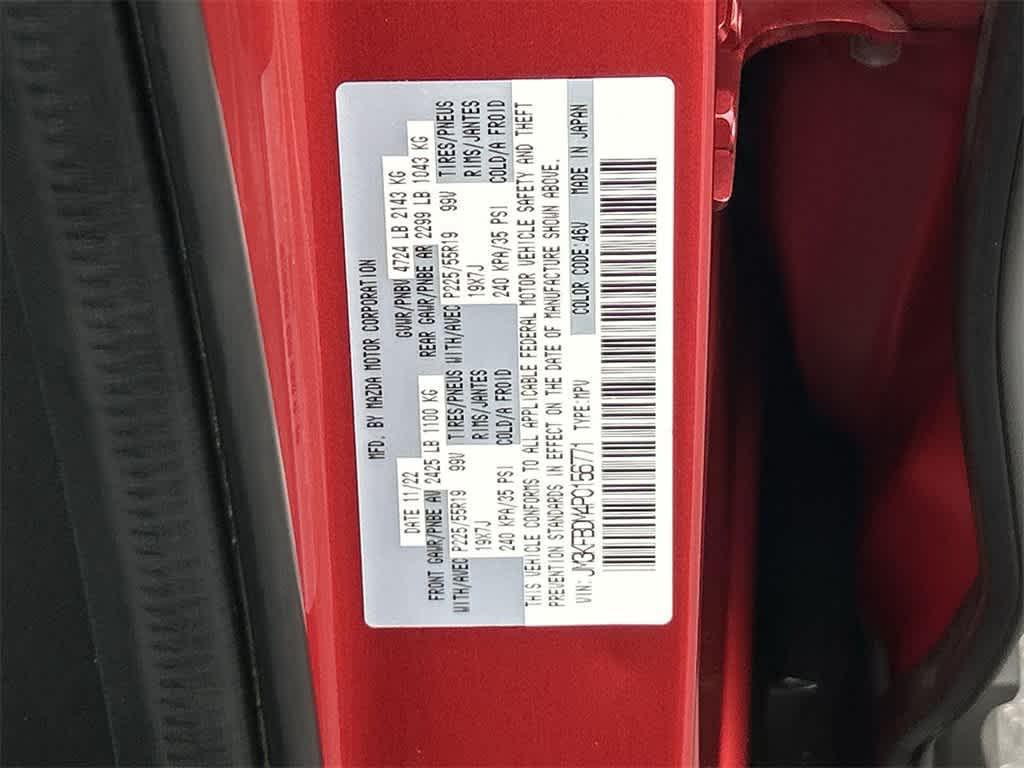 MFD. BY MAZDA MOTOR CORPORATION
DATE 11/22 GVWR/PNBV 4724 LB 2143 KG
FRONT GAWR/PNBE AV 2425 LB 1100 KG REAR GAWR/PNBE AR 2299 LB 1043 KG
WITH/AVEC P225/55R19 99V TIRES/PNEUS WITH/AVEC P225/55R19 99V TIRES/PNEUS
19X7J RIMS/JANTES 19X7J RIMS/JANTES
240 KPA/35 PSI COLD/A FROID 240 KPA/35 PSI COLD/A FROID
THIS VEHICLE CONFORMS TO ALL APPLICABLE FEDERAL MOTOR VEHICLE SAFETY AND THEFT
PREVENTION STANDARDS IN EFFECT ON THE DATE OF MANUFACTURE SHOWN ABOVE.
VIN: JM3KFBDY4P0156771 TYPE:MPV COLOR CODE:46V MADE IN JAPAN